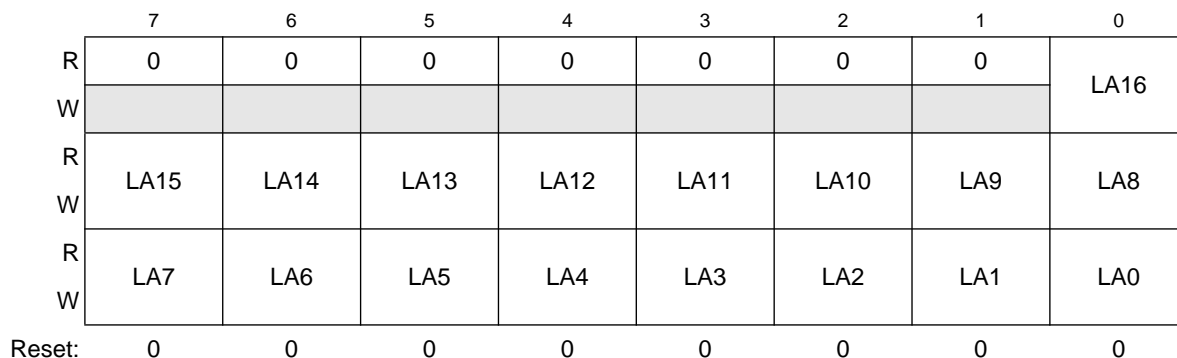 7 6 5 4 3 2 1 0
R 0 0 0 0 0 0 0 LA16
W
R LA15 LA14 LA13 LA12 LA11 LA10 LA9 LA8
W
R LA7 LA6 LA5 LA4 LA3 LA2 LA1 LA0
W
Reset: 0 0 0 0 0 0 0 0